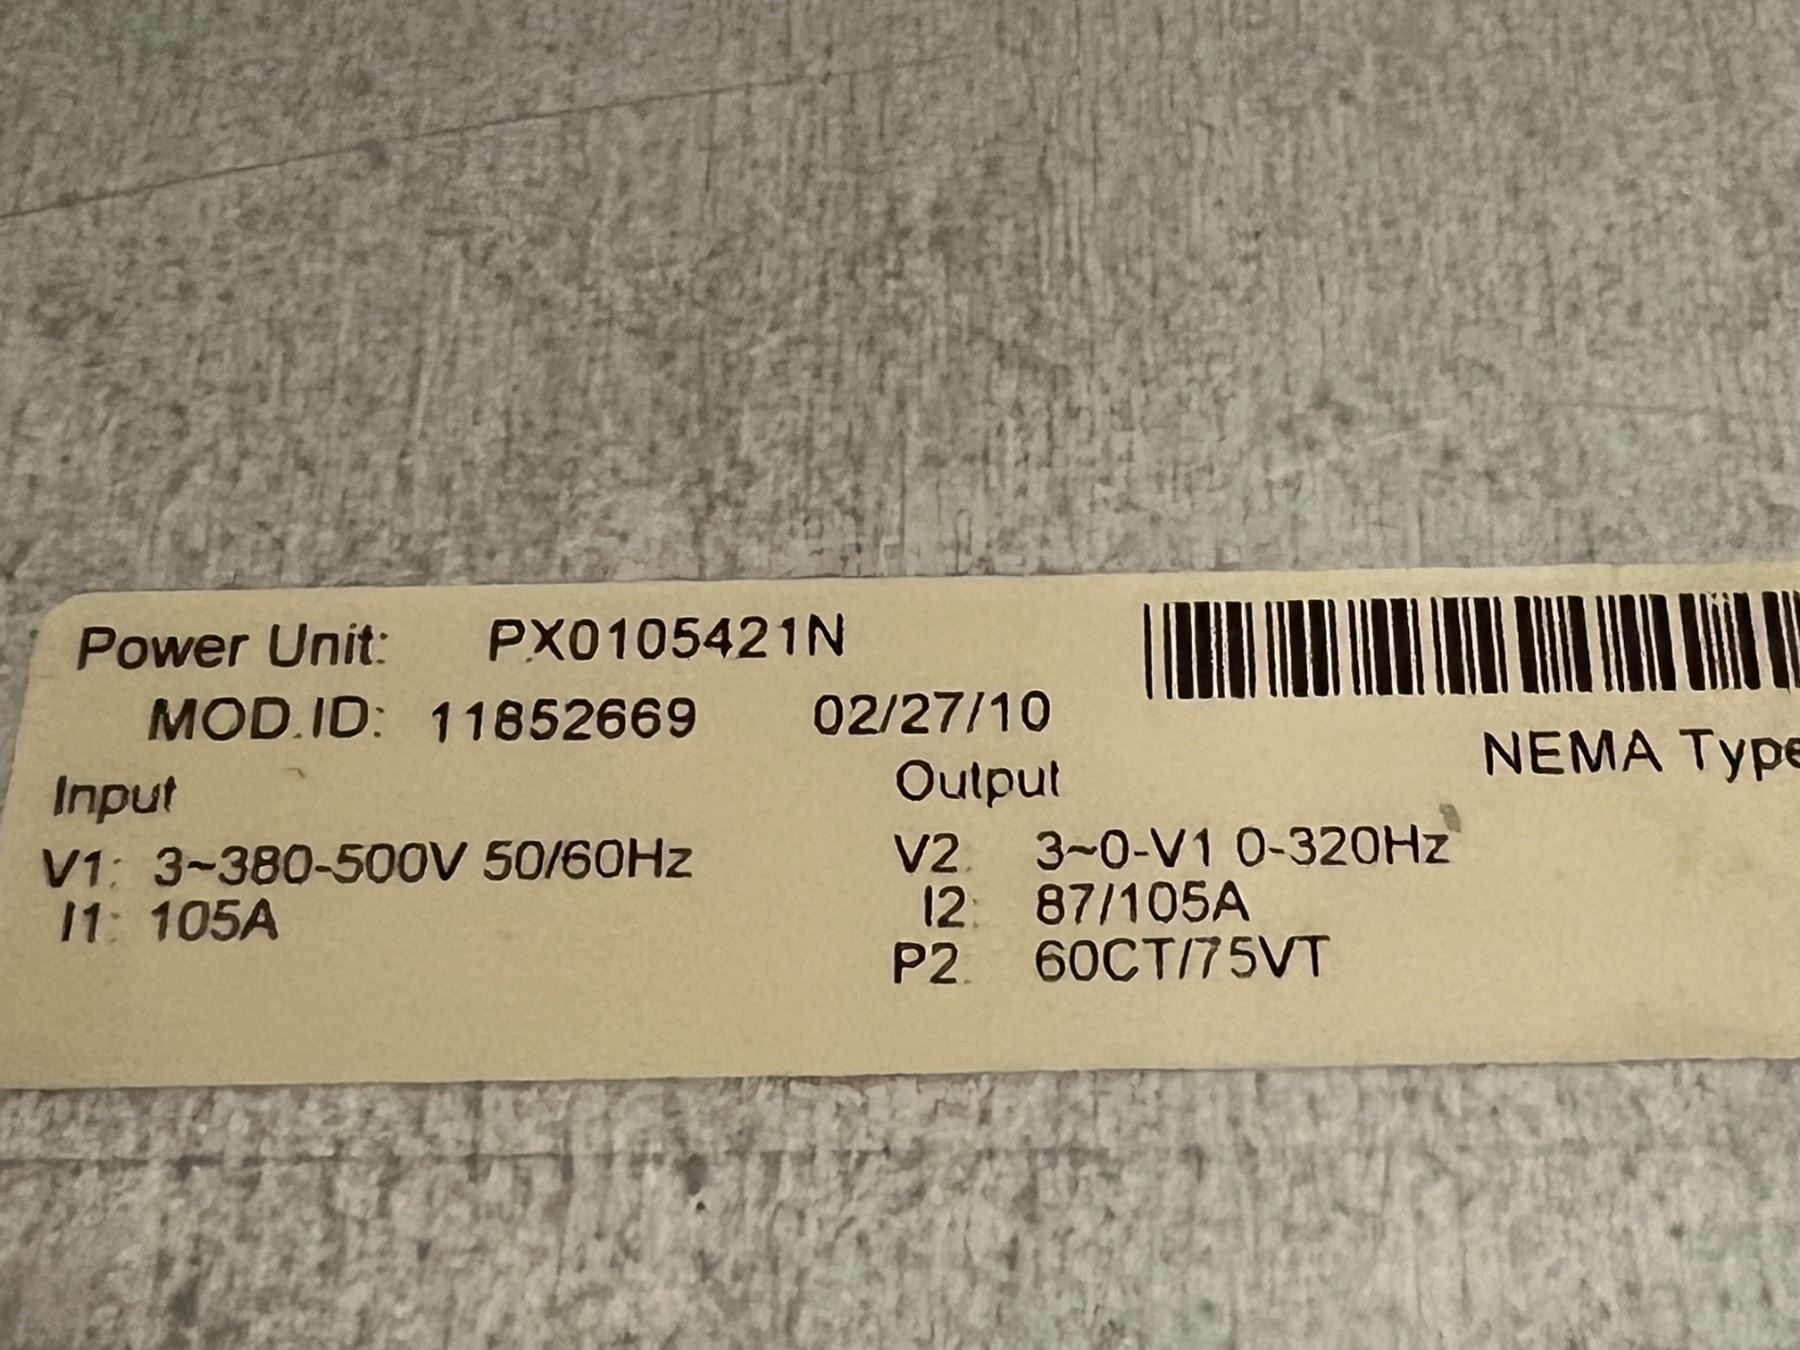 Power Unit: PX0105421N
MOD.ID: 11852669 02/27/10
NEMA Type
Input Output
V1: 3~380-500V 50/60Hz V2: 3~0-V1 0-320Hz
I1: 105A I2: 87/105A
P2: 60CT/75VT